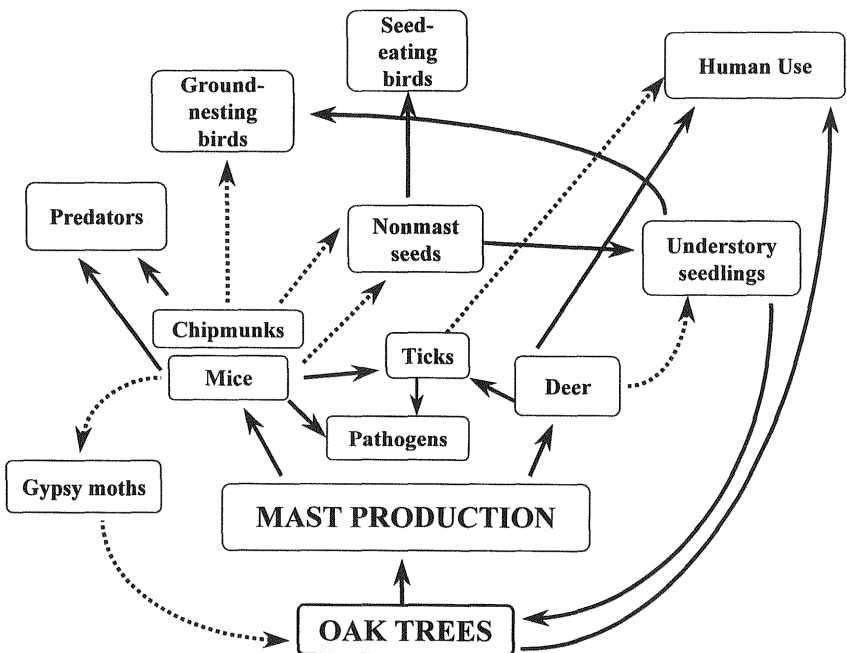 Seed-
eating
birds
Human Use
Ground-
nesting
birds
Predators
Nonmast
seeds
Understory
seedlings
Chipmunks
Mice
Ticks
Deer
Pathogens
Gypsy moths
MAST PRODUCTION
OAK TREES